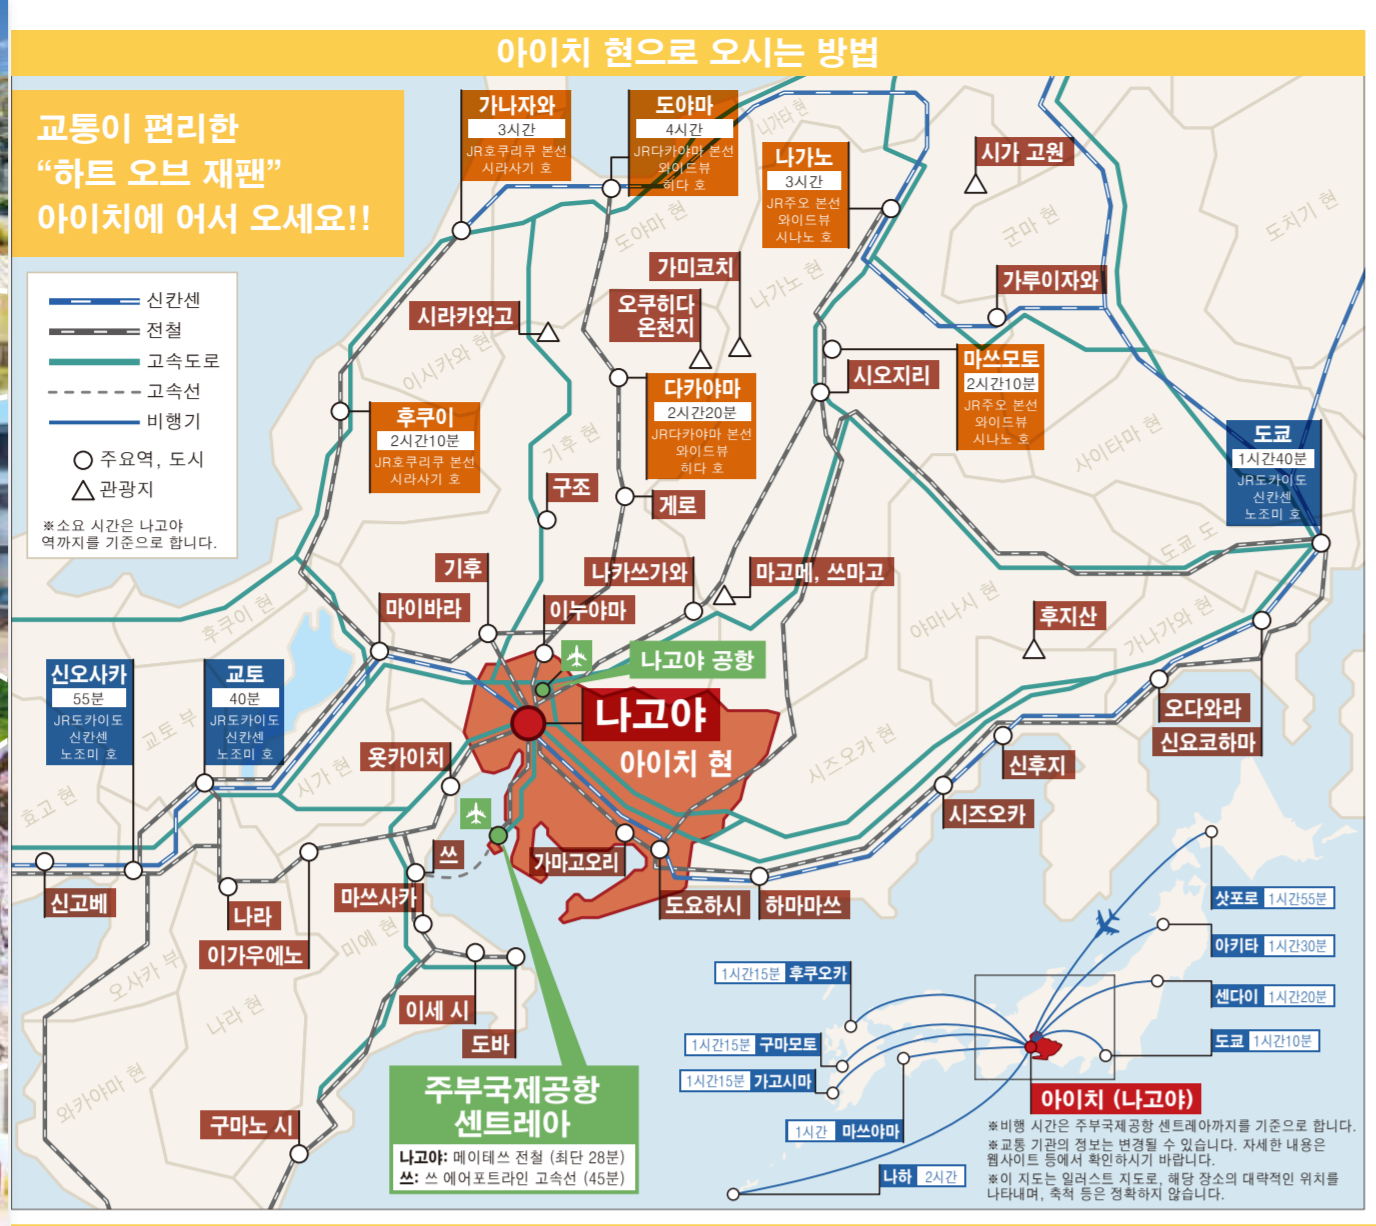 아이치 현으로 오시는 방법
교통이 편리한
“하트 오브 재팬”
아이치에 어서 오세요!!
신칸센
전철
고속도로
고속선
비행기
주요역, 도시
관광지
※소요 시간은 나고야
역까지를 기준으로 합니다.
가나자와
3시간
JR호쿠리쿠 본선
시라사기 호
도야마
4시간
JR다카야마 본선
와이드뷰
히다 호
니가타 현
나가노
3시간
JR주오 본선
와이드뷰
시나노 호
시가 고원
도치기 현
군마 현
도야마 현
나가노 현
가미코치
오쿠히다
온천지
가루이자와
시라카와고
이시카와 현
마쓰모토
2시간10분
JR주오 본선
와이드뷰
시나노 호
시오지리
다카야마
2시간20분
JR다카야마 본선
와이드뷰
히다 호
후쿠이
2시간10분
JR호쿠리쿠 본선
시라사기 호
기후 현
사이타마 현
도쿄
1시간40분
JR도카이도
신칸센
노조미 호
구조
게로
도쿄 도
기후
나카쓰가와
마고메, 쓰마고
마이바라
이누야마
후쿠이 현
야마나시 현
후지산
가나가와 현
신오사카
55분
JR도카이도
신칸센
노조미 호
교토
40분
JR도카이도
신칸센
노조미 호
교토 부
나고야 공항
나고야
아이치 현
오다와라
신요코하마
시즈오카 현
신후지
시즈오카
욧카이치
시가 현
효고 현
쓰
가마고오리
마쓰사카
신고베
나라
이가우에노
도요하시
하마마쓰
미에 현
오사카 부
나라 현
이세 시
도바
와카야마 현
구마노 시
주부국제공항
센트레아
나고야: 메이테쓰 전철 (최단 28분)
쓰: 쓰 에어포트라인 고속선 (45분)
삿포로 1시간55분
아키타 1시간30분
1시간15분 후쿠오카
센다이 1시간20분
1시간15분 구마모토
도쿄 1시간10분
1시간15분 가고시마
아이치 (나고야)
1시간 마쓰야마
나하 2시간
※비행 시간은 주부국제공항 센트레아까지를 기준으로 합니다.
※교통 기관의 정보는 변경될 수 있습니다. 자세한 내용은
웹사이트 등에서 확인하시기 바랍니다.
※이 지도는 일러스트 지도로, 해당 장소의 대략적인 위치를
나타내며, 축척 등은 정확하지 않습니다.